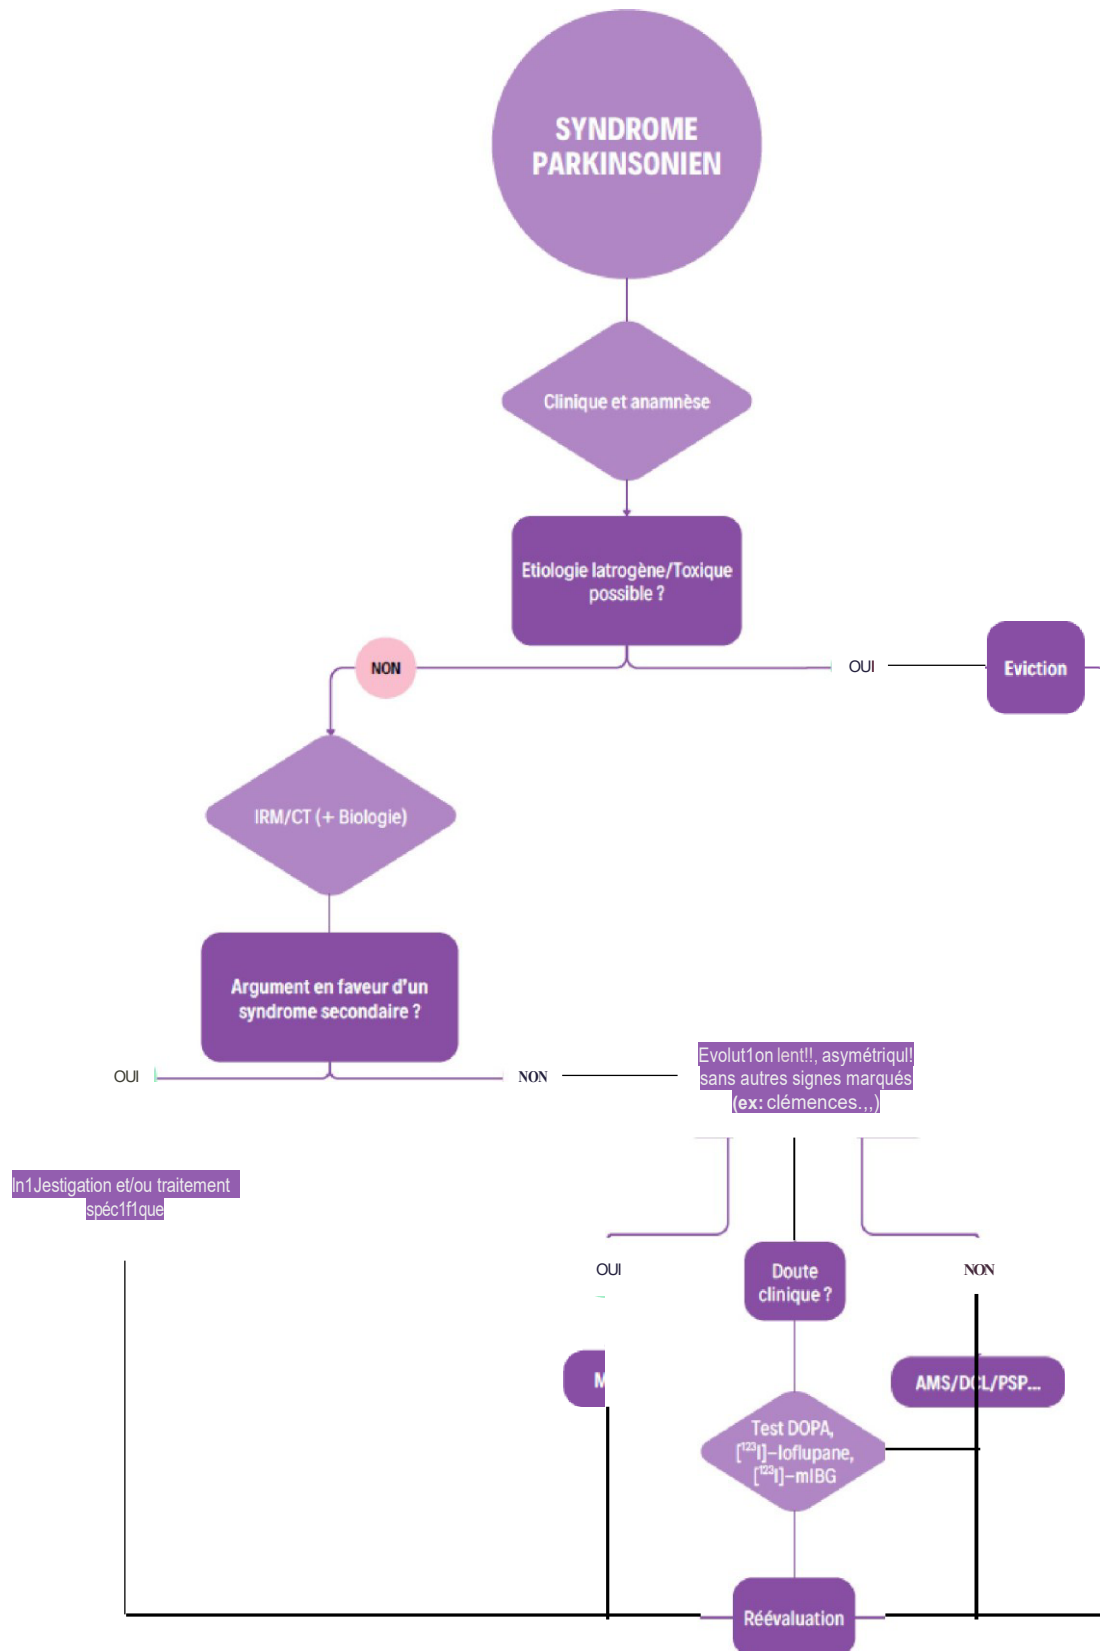 SYNDROME
PARKINSONIEN
Clinique et anamnèse
Etiologie Iatrogène/Toxique
possible ?
NON
OUI
Eviction
IRM/CT (+ Biologie)
Argument en faveur d'un
syndrome secondaire ?
OUI
NON
Evolut1on lent!!, asymétriqul!
sans autres signes marqués
(ex: clémences.,,)
In1Jestigation et/ou traitement
spéc1f1que
OUI
Doute
clinique ?
NON
M
AMS/DCL/PSP...
Test DOPA,
[¹²³I]–Ioflupane,
[¹²³I]–mIBG
Réévaluation